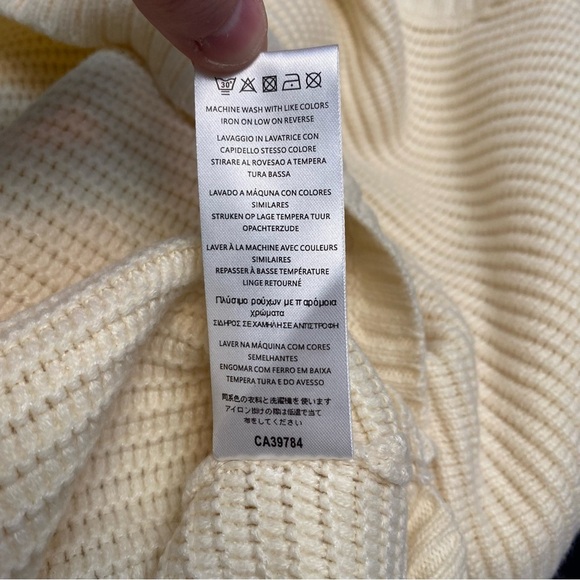 30°
MACHINE WASH WITH LIKE COLORS
IRON ON LOW ON REVERSE
LAVAGGIO IN LAVATRICE CON
CAPIDELLO STESSO COLORE
STIRARE AL ROVESAO A TEMPERA
TURA BASSA
LAVADO A MÁQUINA CON COLORES
SIMILARES
STRUKEN OP LAGE TEMPERA TUUR
OPACHTERZUDE
LAVER À LA MACHINE AVEC COULEURS
SIMILAIRES
REPASSER À BASSE TEMPÉRATURE
LINGE RETOURNÉ
Πλύσιμο ρούχων με παρόμοια
χρώματα
ΣΙΔΗΡΟΣ ΣΕ ΧΑΜΗΛΗ ΣΕ ΑΝΤΙΣΤΡΟΦΗ
LAVER NA MÁQUINA COM CORES
SEMELHANTES
ENGOMAR COM FERRO EM BAIXA
TEMPERA TURA E DO AVESSO
同系色の衣料と洗濯機を使います
アイロン掛けの際は低温で当て
布をしてください
CA39784